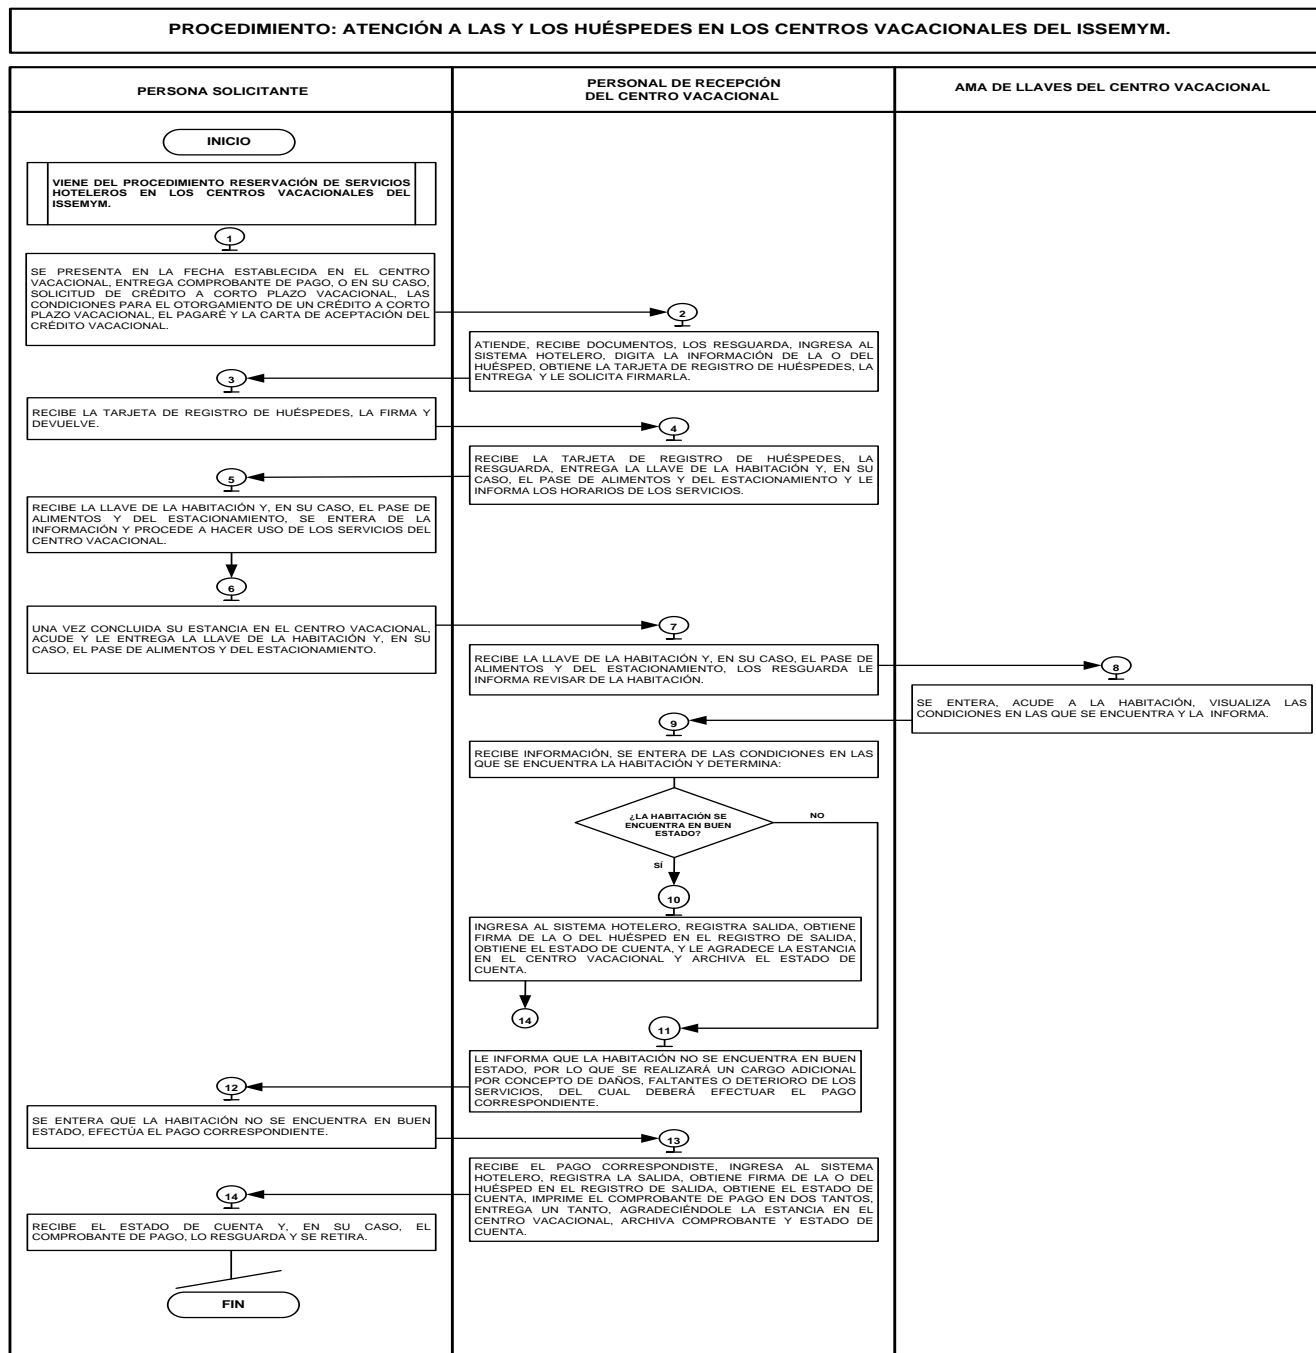 PROCEDIMIENTO: ATENCIÓN A LAS Y LOS HUÉSPEDES EN LOS CENTROS VACACIONALES DEL ISSEMYM.
PERSONA SOLICITANTE
PERSONAL DE RECEPCIÓN
DEL CENTRO VACACIONAL
AMA DE LLAVES DEL CENTRO VACACIONAL
INICIO
VIENE DEL PROCEDIMIENTO RESERVACIÓN DE SERVICIOS
HOTELEROS EN LOS CENTROS VACACIONALES DEL
ISSEMYM.
1
SE PRESENTA EN LA FECHA ESTABLECIDA EN EL CENTRO
VACACIONAL, ENTREGA COMPROBANTE DE PAGO, O EN SU CASO,
SOLICITUD DE CRÉDITO A CORTO PLAZO VACACIONAL, LAS
CONDICIONES PARA EL OTORGAMIENTO DE UN CRÉDITO A CORTO
PLAZO VACACIONAL, EL PAGARÉ Y LA CARTA DE ACEPTACIÓN DEL
CRÉDITO VACACIONAL.
2
ATIENDE, RECIBE DOCUMENTOS, LOS RESGUARDA, INGRESA AL
SISTEMA HOTELERO, DIGITA LA INFORMACIÓN DE LA O DEL
HUÉSPED, OBTIENE LA TARJETA DE REGISTRO DE HUÉSPEDES, LA
ENTREGA Y LE SOLICITA FIRMARLA.
3
RECIBE LA TARJETA DE REGISTRO DE HUÉSPEDES, LA FIRMA Y
DEVUELVE.
4
RECIBE LA TARJETA DE REGISTRO DE HUÉSPEDES, LA
RESGUARDA, ENTREGA LA LLAVE DE LA HABITACIÓN Y, EN SU
CASO, EL PASE DE ALIMENTOS Y DEL ESTACIONAMIENTO Y LE
INFORMA LOS HORARIOS DE LOS SERVICIOS.
5
RECIBE LA LLAVE DE LA HABITACIÓN Y, EN SU CASO, EL PASE DE
ALIMENTOS Y DEL ESTACIONAMIENTO, SE ENTERA DE LA
INFORMACIÓN Y PROCEDE A HACER USO DE LOS SERVICIOS DEL
CENTRO VACACIONAL.
6
UNA VEZ CONCLUIDA SU ESTANCIA EN EL CENTRO VACACIONAL,
ACUDE Y LE ENTREGA LA LLAVE DE LA HABITACIÓN Y, EN SU
CASO, EL PASE DE ALIMENTOS Y DEL ESTACIONAMIENTO.
7
RECIBE LA LLAVE DE LA HABITACIÓN Y, EN SU CASO, EL PASE DE
ALIMENTOS Y DEL ESTACIONAMIENTO, LOS RESGUARDA LE
INFORMA REVISAR DE LA HABITACIÓN.
8
SE ENTERA, ACUDE A LA HABITACIÓN, VISUALIZA LAS
CONDICIONES EN LAS QUE SE ENCUENTRA Y LA INFORMA.
9
RECIBE INFORMACIÓN, SE ENTERA DE LAS CONDICIONES EN LAS
QUE SE ENCUENTRA LA HABITACIÓN Y DETERMINA:
¿LA HABITACIÓN SE
ENCUENTRA EN BUEN
ESTADO?
NO
SÍ
10
INGRESA AL SISTEMA HOTELERO, REGISTRA SALIDA, OBTIENE
FIRMA DE LA O DEL HUÉSPED EN EL REGISTRO DE SALIDA,
OBTIENE EL ESTADO DE CUENTA, Y LE AGRADECE LA ESTANCIA
EN EL CENTRO VACACIONAL Y ARCHIVA EL ESTADO DE
CUENTA.
14
11
LE INFORMA QUE LA HABITACIÓN NO SE ENCUENTRA EN BUEN
ESTADO, POR LO QUE SE REALIZARÁ UN CARGO ADICIONAL
POR CONCEPTO DE DAÑOS, FALTANTES O DETERIORO DE LOS
SERVICIOS, DEL CUAL DEBERÁ EFECTUAR EL PAGO
CORRESPONDIENTE.
12
SE ENTERA QUE LA HABITACIÓN NO SE ENCUENTRA EN BUEN
ESTADO, EFECTÚA EL PAGO CORRESPONDIENTE.
13
RECIBE EL PAGO CORRESPONDISTE, INGRESA AL SISTEMA
HOTELERO, REGISTRA LA SALIDA, OBTIENE FIRMA DE LA O DEL
HUÉSPED EN EL REGISTRO DE SALIDA, OBTIENE EL ESTADO DE
CUENTA, IMPRIME EL COMPROBANTE DE PAGO EN DOS TANTOS,
ENTREGA UN TANTO, AGRADECIÉNDOLE LA ESTANCIA EN EL
CENTRO VACACIONAL, ARCHIVA COMPROBANTE Y ESTADO DE
CUENTA.
14
RECIBE EL ESTADO DE CUENTA Y, EN SU CASO, EL
COMPROBANTE DE PAGO, LO RESGUARDA Y SE RETIRA.
FIN